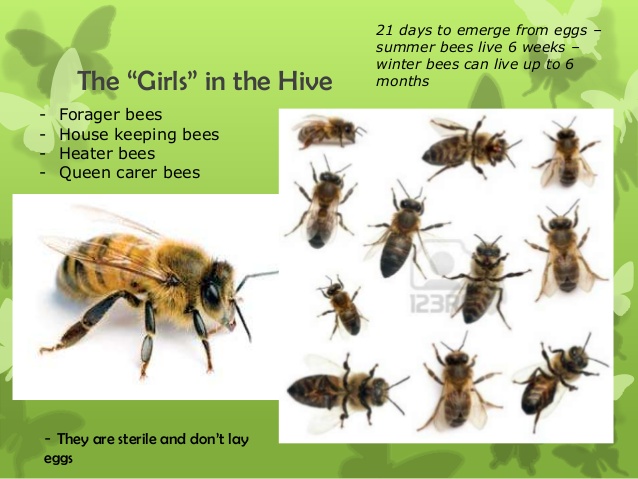 21 days to emerge from eggs –
summer bees live 6 weeks –
winter bees can live up to 6
months
The “Girls” in the Hive
- Forager bees
- House keeping bees
- Heater bees
- Queen carer bees
- They are sterile and don’t lay
eggs